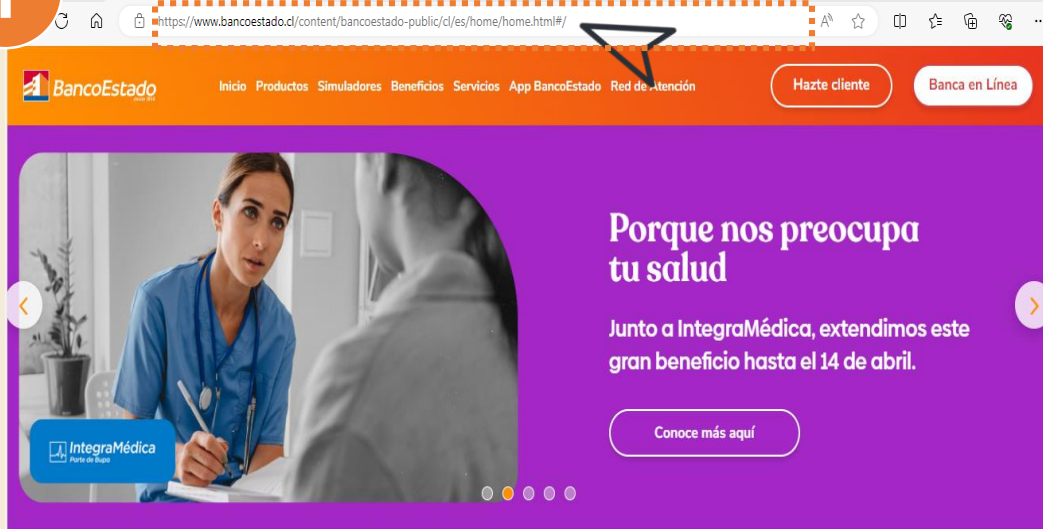 https://www.bancoestado.cl/content/bancoestado-public/cl/es/home/home.html#/
BancoEstado
Inicio Productos Simuladores Beneficios Servicios App BancoEstado Red de Atención
Hazte cliente
Banca en Línea
Porque nos preocupa
tu salud
Junto a IntegraMédica, extendimos este
gran beneficio hasta el 14 de abril.
Conoce más aquí
IntegraMédica
Parte de Bupa